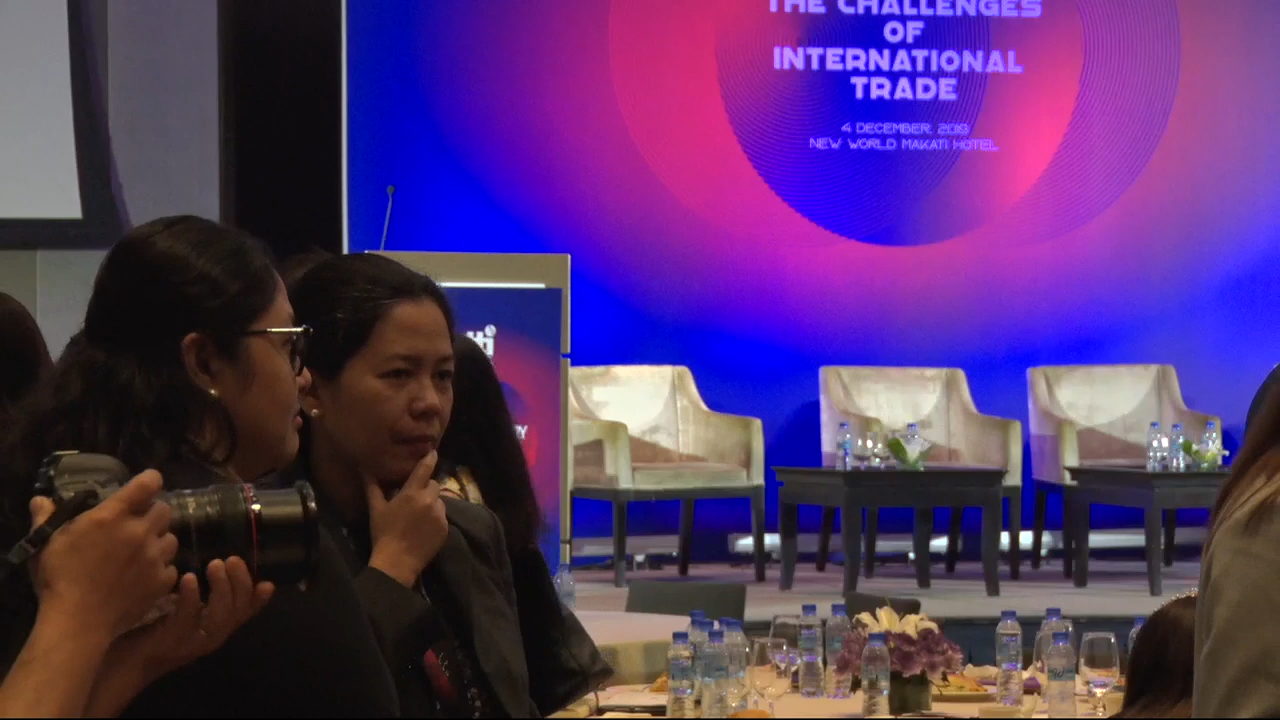 THE CHALLENGES
OF
INTERNATIONAL
TRADE
4 DECEMBER, 2019
NEW WORLD MAKATI HOTEL